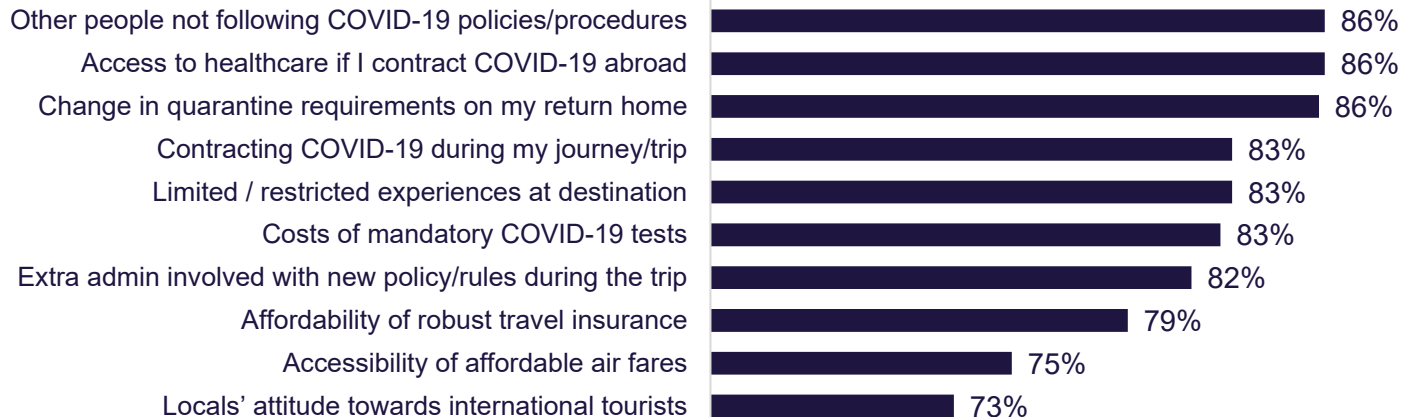 Other people not following COVID-19 policies/procedures 86%
Access to healthcare if I contract COVID-19 abroad 86%
Change in quarantine requirements on my return home 86%
Contracting COVID-19 during my journey/trip 83%
Limited / restricted experiences at destination 83%
Costs of mandatory COVID-19 tests 83%
Extra admin involved with new policy/rules during the trip 82%
Affordability of robust travel insurance 79%
Accessibility of affordable air fares 75%
Locals’ attitude towards international tourists 73%